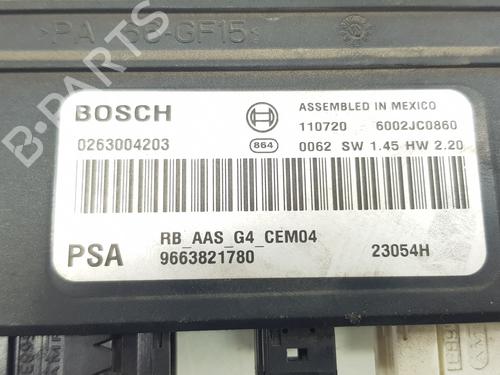 >PA 66-GF15<
BOSCH
ASSEMBLED IN MEXICO
110720 6002JC0860
0263004203
864
0062 SW 1.45 HW 2.20
PSA
RB_AAS_G4_CEM04
9663821780
23054H